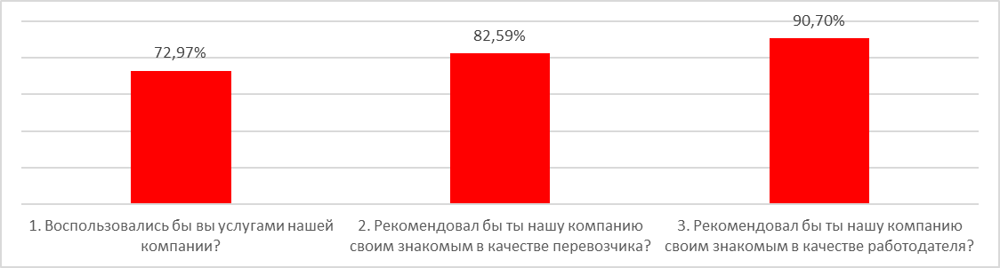 72,97%
82,59%
90,70%
1. Воспользовались бы вы услугами нашей
компании?
2. Рекомендовал бы ты нашу компанию
своим знакомым в качестве перевозчика?
3. Рекомендовал бы ты нашу компанию
своим знакомым в качестве работодателя?